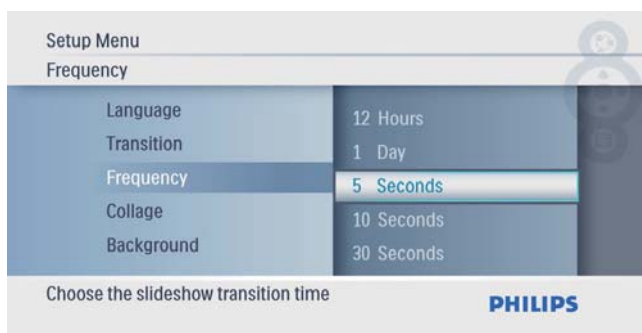 Setup Menu
Frequency
Language
Transition
Frequency
Collage
Background
12 Hours
1 Day
5 Seconds
10 Seconds
30 Seconds
Choose the slideshow transition time
PHILIPS